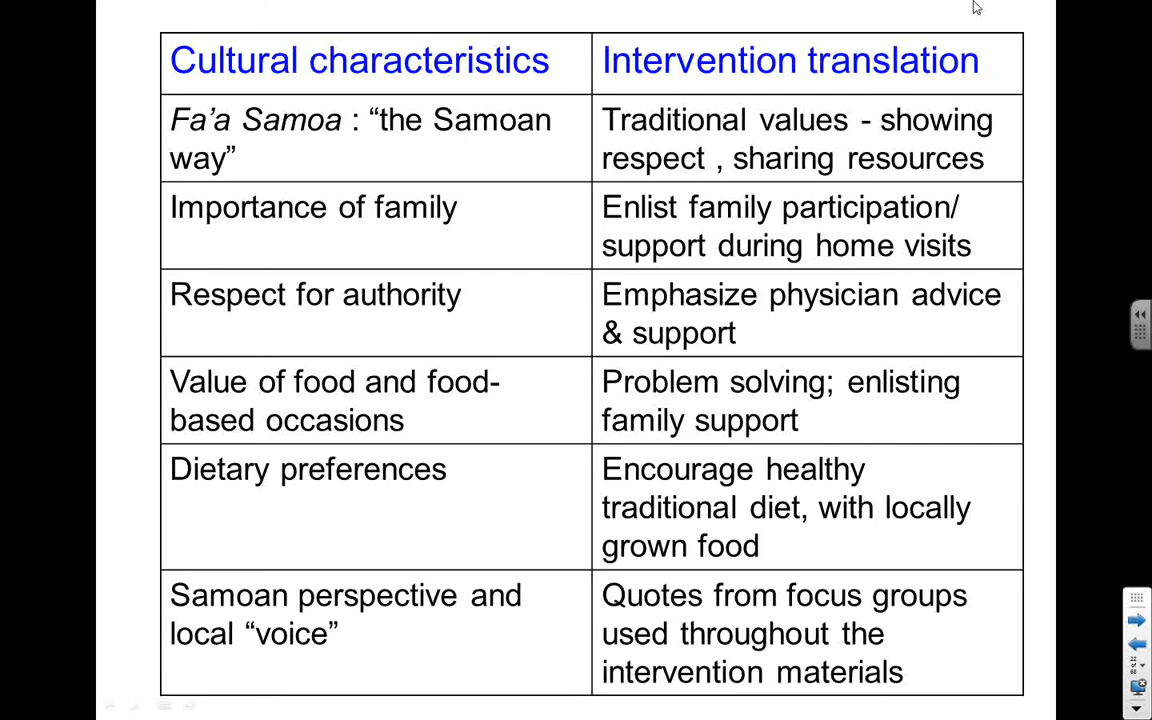 Cultural characteristics
Intervention translation
Fa’a Samoa : “the Samoan
way”
Traditional values - showing
respect , sharing resources
Importance of family
Enlist family participation/
support during home visits
Respect for authority
Emphasize physician advice
& support
Value of food and food-
based occasions
Problem solving; enlisting
family support
Dietary preferences
Encourage healthy
traditional diet, with locally
grown food
Samoan perspective and
local “voice”
Quotes from focus groups
used throughout the
intervention materials